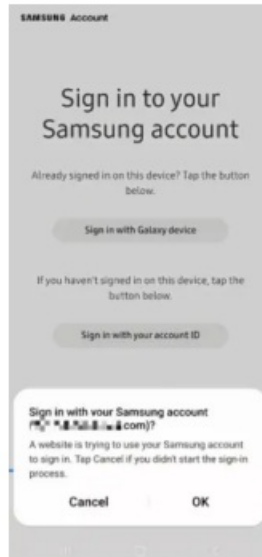 SAMSUNG Account
Sign in to your
Samsung account
Already signed in on this device? Tap the button
below.
Sign in with Galaxy device
If you haven't signed in on this device, tap the
button below.
Sign in with your account ID
Sign in with your Samsung account
com)?
A website is trying to use your Samsung account
to sign in. Tap Cancel if you didn't start the sign-in
process.
Cancel OK